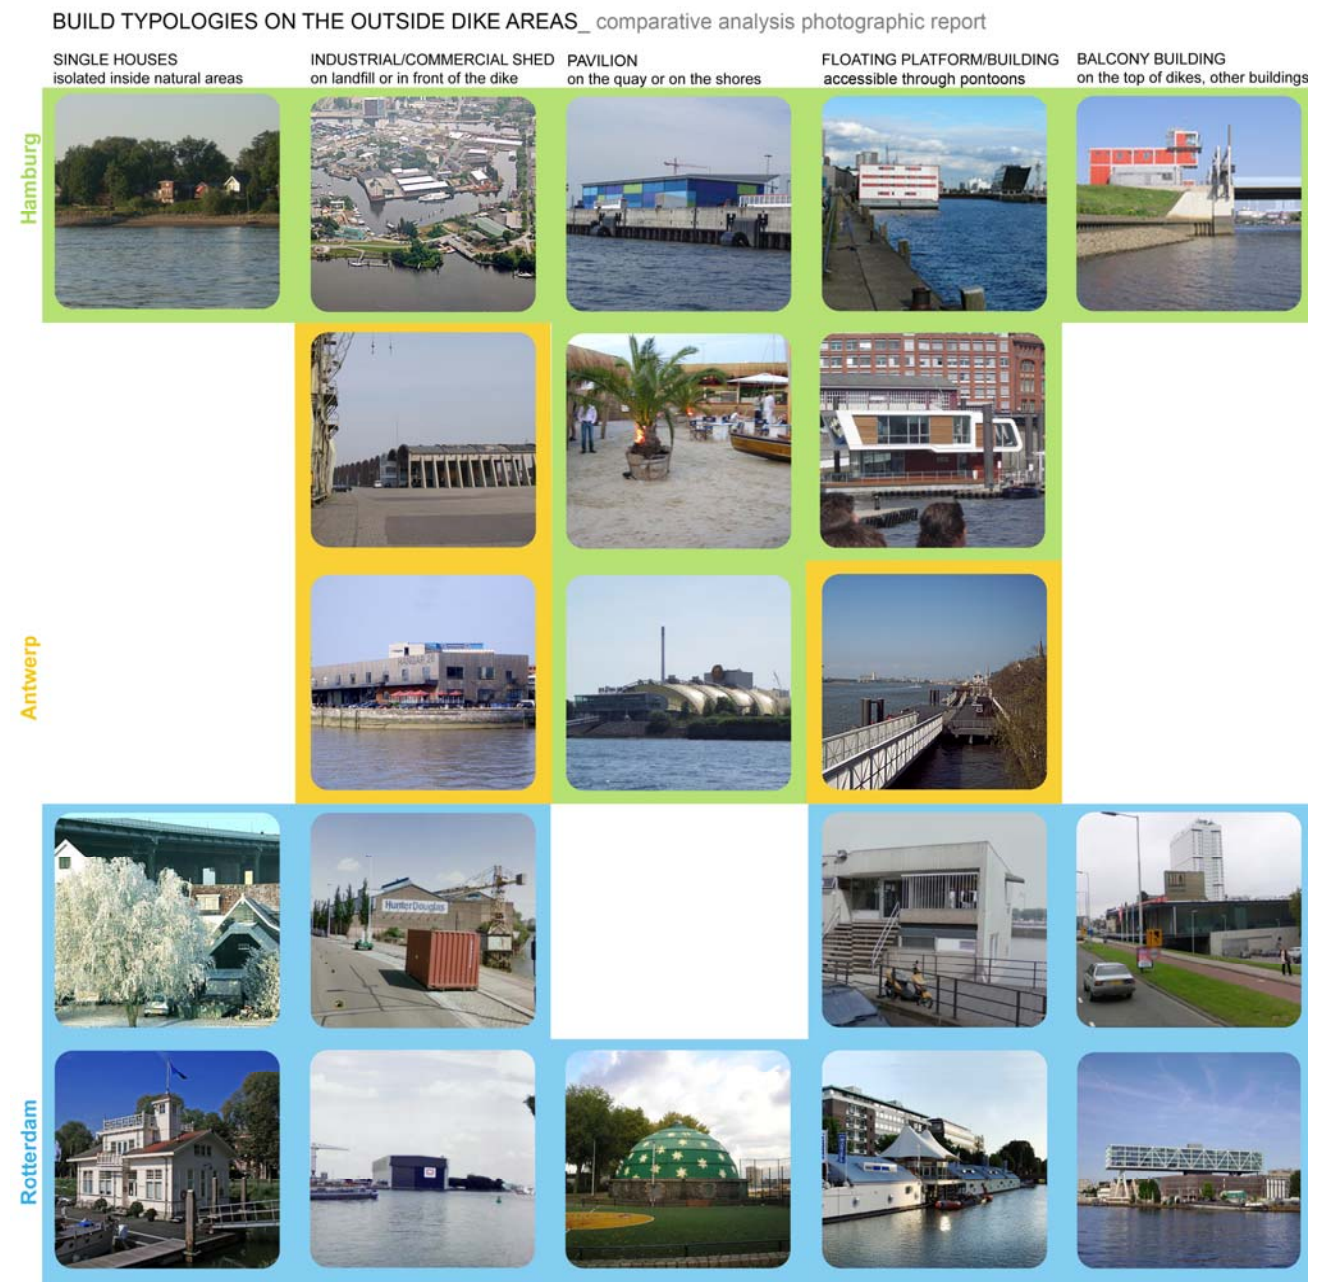 BUILD TYPOLOGIES ON THE OUTSIDE DIKE AREAS_ comparative analysis photographic report
SINGLE HOUSES
isolated inside natural areas
INDUSTRIAL/COMMERCIAL SHED
on landfill or in front of the dike
PAVILION
on the quay or on the shores
FLOATING PLATFORM/BUILDING
accessible through pontoons
BALCONY BUILDING
on the top of dikes, other buildings
Hamburg
Antwerp
HANGAR 26
HunterDouglas
Rotterdam